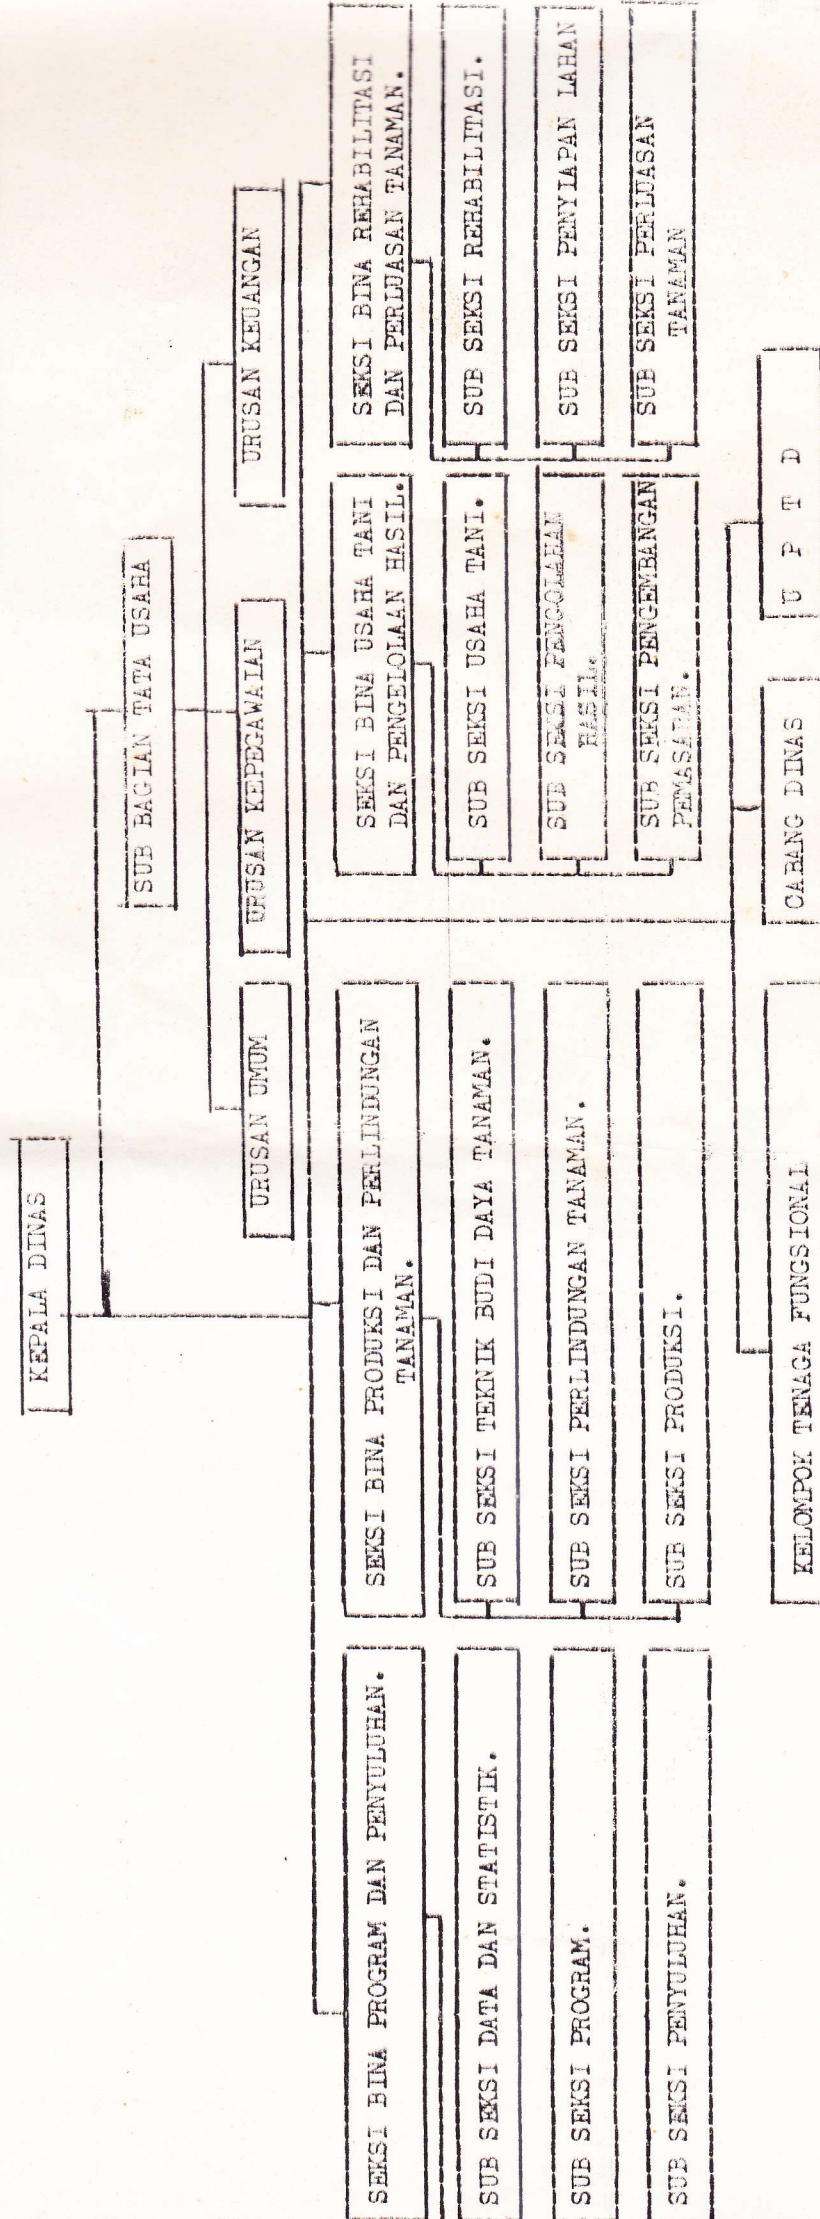 KEPALA DINAS
SUB BAGIAN TATA USAHA
URUSAN UMUM
URUSAN KEPEGAWAIAN
URUSAN KEUANGAN
SEKSI BINA PROGRAM DAN PENYULUHAN.
SUB SEKSI DATA DAN STATISTIK.
SUB SEKSI PROGRAM.
SUB SEKSI PENYULUHAN.
SEKSI BINA PRODUKSI DAN PERLINDUNGAN
TANAMAN.
SUB SEKSI TEKNIK BUDI DAYA TANAMAN.
SUB SEKSI PERLINDUNGAN TANAMAN.
SUB SEKSI PRODUKSI.
SEKSI BINA USAHA TANI
DAN PENGELOLAAN HASIL.
SUB SEKSI USAHA TANI.
SUB SEKSI PENGOLAHAN
HASIL.
SUB SEKSI PENGEMBANGAN
PEMASARAN.
SEKSI BINA REHABILITASI
DAN PERLUASAN TANAMAN.
SUB SEKSI REHABILITASI.
SUB SEKSI PENYIAPAN LAHAN
SUB SEKSI PERLUASAN
TANAMAN
KELOMPOK TENAGA FUNGSIONAL
CABANG DINAS
U P T D